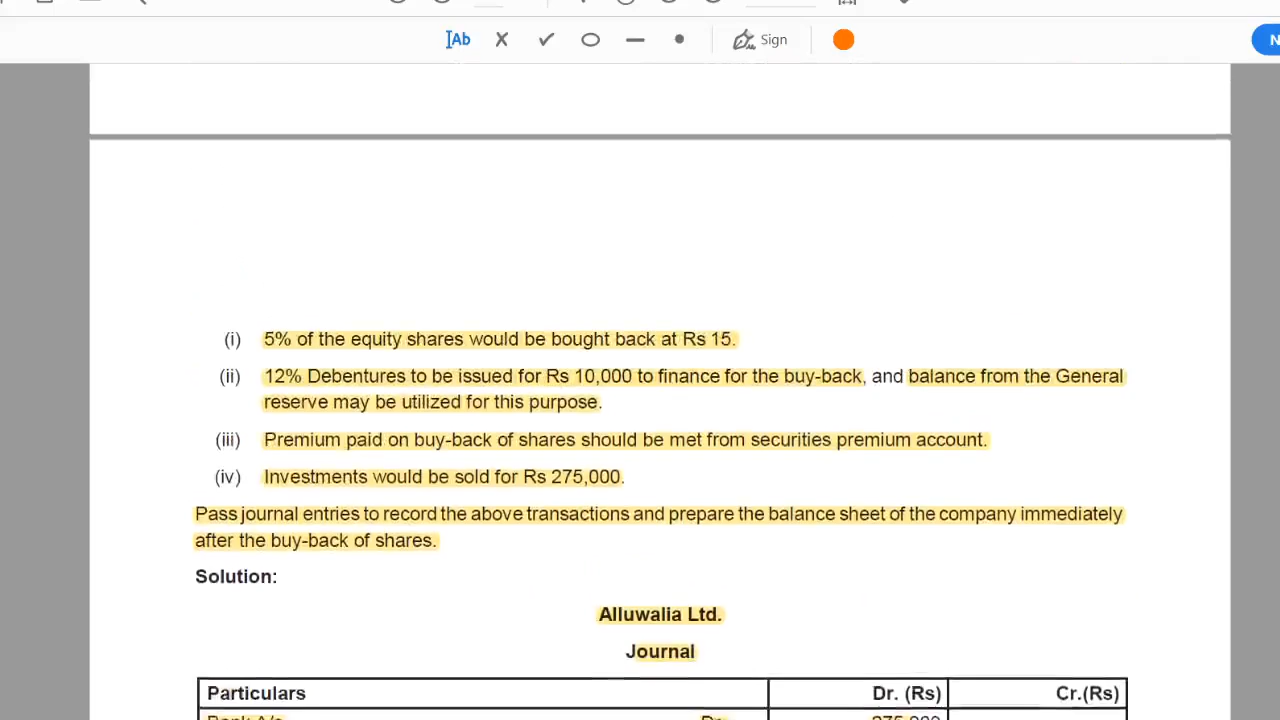 Ab
Sign
N
(i) 5% of the equity shares would be bought back at Rs 15.
(ii) 12% Debentures to be issued for Rs 10,000 to finance for the buy-back, and balance from the General
reserve may be utilized for this purpose.
(iii) Premium paid on buy-back of shares should be met from securities premium account.
(iv) Investments would be sold for Rs 275,000.
Pass journal entries to record the above transactions and prepare the balance sheet of the company immediately
after the buy-back of shares.
Solution:
Alluwalia Ltd.
Journal
Particulars Dr. (Rs) Cr.(Rs)
Bank A/c Dr. 275,000